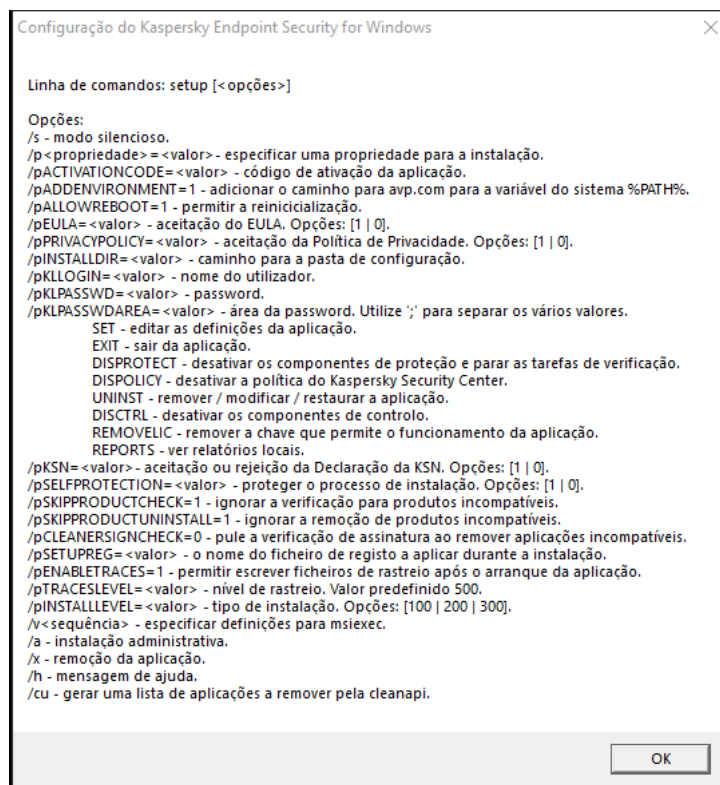 Configuração do Kaspersky Endpoint Security for Windows
Linha de comandos: setup [<opções>]
Opções:
/s - modo silencioso.
/p<propriedade>=<valor>- especificar uma propriedade para a instalação.
/pACTIVATIONCODE=<valor> - código de ativação da aplicação.
/pADDENVIRONMENT=1 - adicionar o caminho para avp.com para a variável do sistema %PATH%.
/pALLOWREBOOT=1 - permitir a reinicicialização.
/pEULA=<valor> - aceitação do EULA. Opções: [1 | 0].
/pPRIVACYPOLICY=<valor> - aceitação da Política de Privacidade. Opções: [1 | 0].
/pINSTALLDIR=<valor> - caminho para a pasta de configuração.
/pKLLOGIN=<valor> - nome do utilizador.
/pKLPASSWD=<valor> - password.
/pKLPASSWDAREA=<valor> - área da password. Utilize ';' para separar os vários valores.
SET - editar as definições da aplicação.
EXIT - sair da aplicação.
DISPROTECT - desativar os componentes de proteção e parar as tarefas de verificação.
DISPOLICY - desativar a política do Kaspersky Security Center.
UNINST - remover / modificar / restaurar a aplicação.
DISCTRL - desativar os componentes de controlo.
REMOVELIC - remover a chave que permite o funcionamento da aplicação.
REPORTS - ver relatórios locais.
/pKSN=<valor>- aceitação ou rejeição da Declaração da KSN. Opções: [1 | 0].
/pSELFPROTECTION=<valor> - proteger o processo de instalação. Opções: [1 | 0].
/pSKIPPRODUCTCHECK=1 - ignorar a verificação para produtos incompatíveis.
/pSKIPPRODUCTUNINSTALL=1 - ignorar a remoção de produtos incompatíveis.
/pCLEANERSIGNCHECK=0 - pule a verificação de assinatura ao remover aplicações incompatíveis.
/pSETUPREG=<valor> - o nome do ficheiro de registo a aplicar durante a instalação.
/pENABLETRACES=1 - permitir escrever ficheiros de rastreio após o arranque da aplicação.
/pTRACESLEVEL=<valor> - nível de rastreio. Valor predefinido 500.
/pINSTALLLEVEL=<valor> - tipo de instalação. Opções: [100 | 200 | 300].
/v<sequência> - especificar definições para msiexec.
/a - instalação administrativa.
/x - remoção da aplicação.
/h - mensagem de ajuda.
/cu - gerar uma lista de aplicações a remover pela cleanapi.
OK